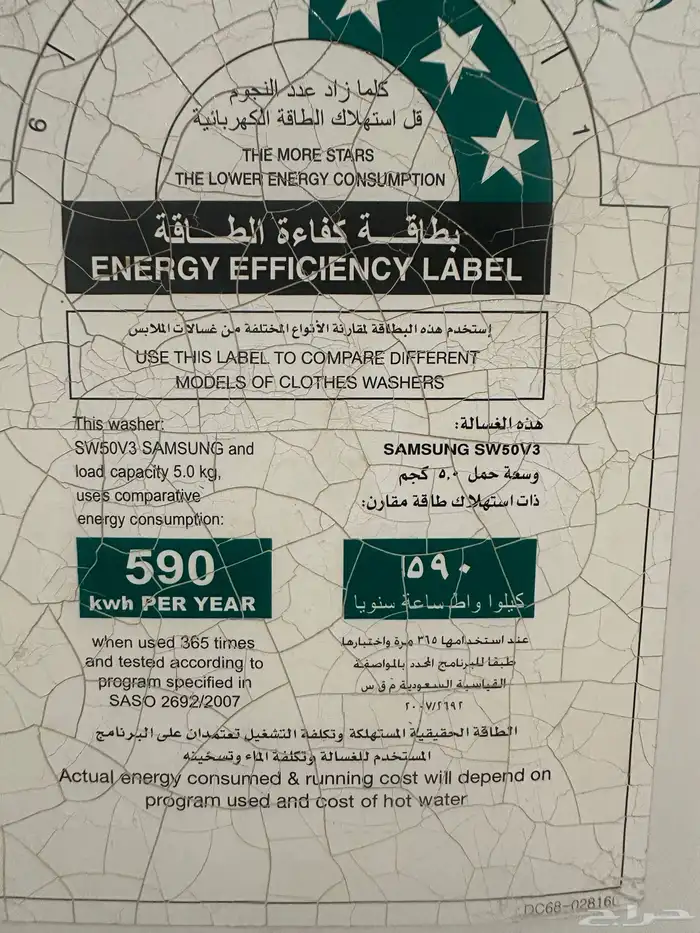 9
1
كلما زاد عدد النجوم
قل استهلاك الطاقة الكهربائية
THE MORE STARS
THE LOWER ENERGY CONSUMPTION
بطاقة كفاءة الطاقة
ENERGY EFFICIENCY LABEL
إستخدم هذه البطاقة لمقارنة الأنواع المختلفة من غسالات الملابس
USE THIS LABEL TO COMPARE DIFFERENT
MODELS OF CLOTHES WASHERS
This washer:
SW50V3 SAMSUNG and
load capacity 5.0 kg,
uses comparative
energy consumption:
590
kwh PER YEAR
when used 365 times
and tested according to
program specified in
SASO 2692/2007
هذه الغسالة:
SAMSUNG SW50V3
وسعة حمل ٥,٠ كجم
ذات استهلاك طاقة مقارن:
٥٩٠
كيلوا واط ساعة سنويا
عند استخدامها ٣٦٥ مرة واختبارها
طبقا للبرنامج المحدد بالمواصفة
القياسية السعودية م ق س
٢٠٠٧/٢٦٩٢
الطاقة الحقيقية المستهلكة وتكلفة التشغيل تعتمدان على البرنامج
المستخدم للغسالة وتكلفة الماء وتسخينه
Actual energy consumed & running cost will depend on
program used and cost of hot water
DC68-02816
حراج